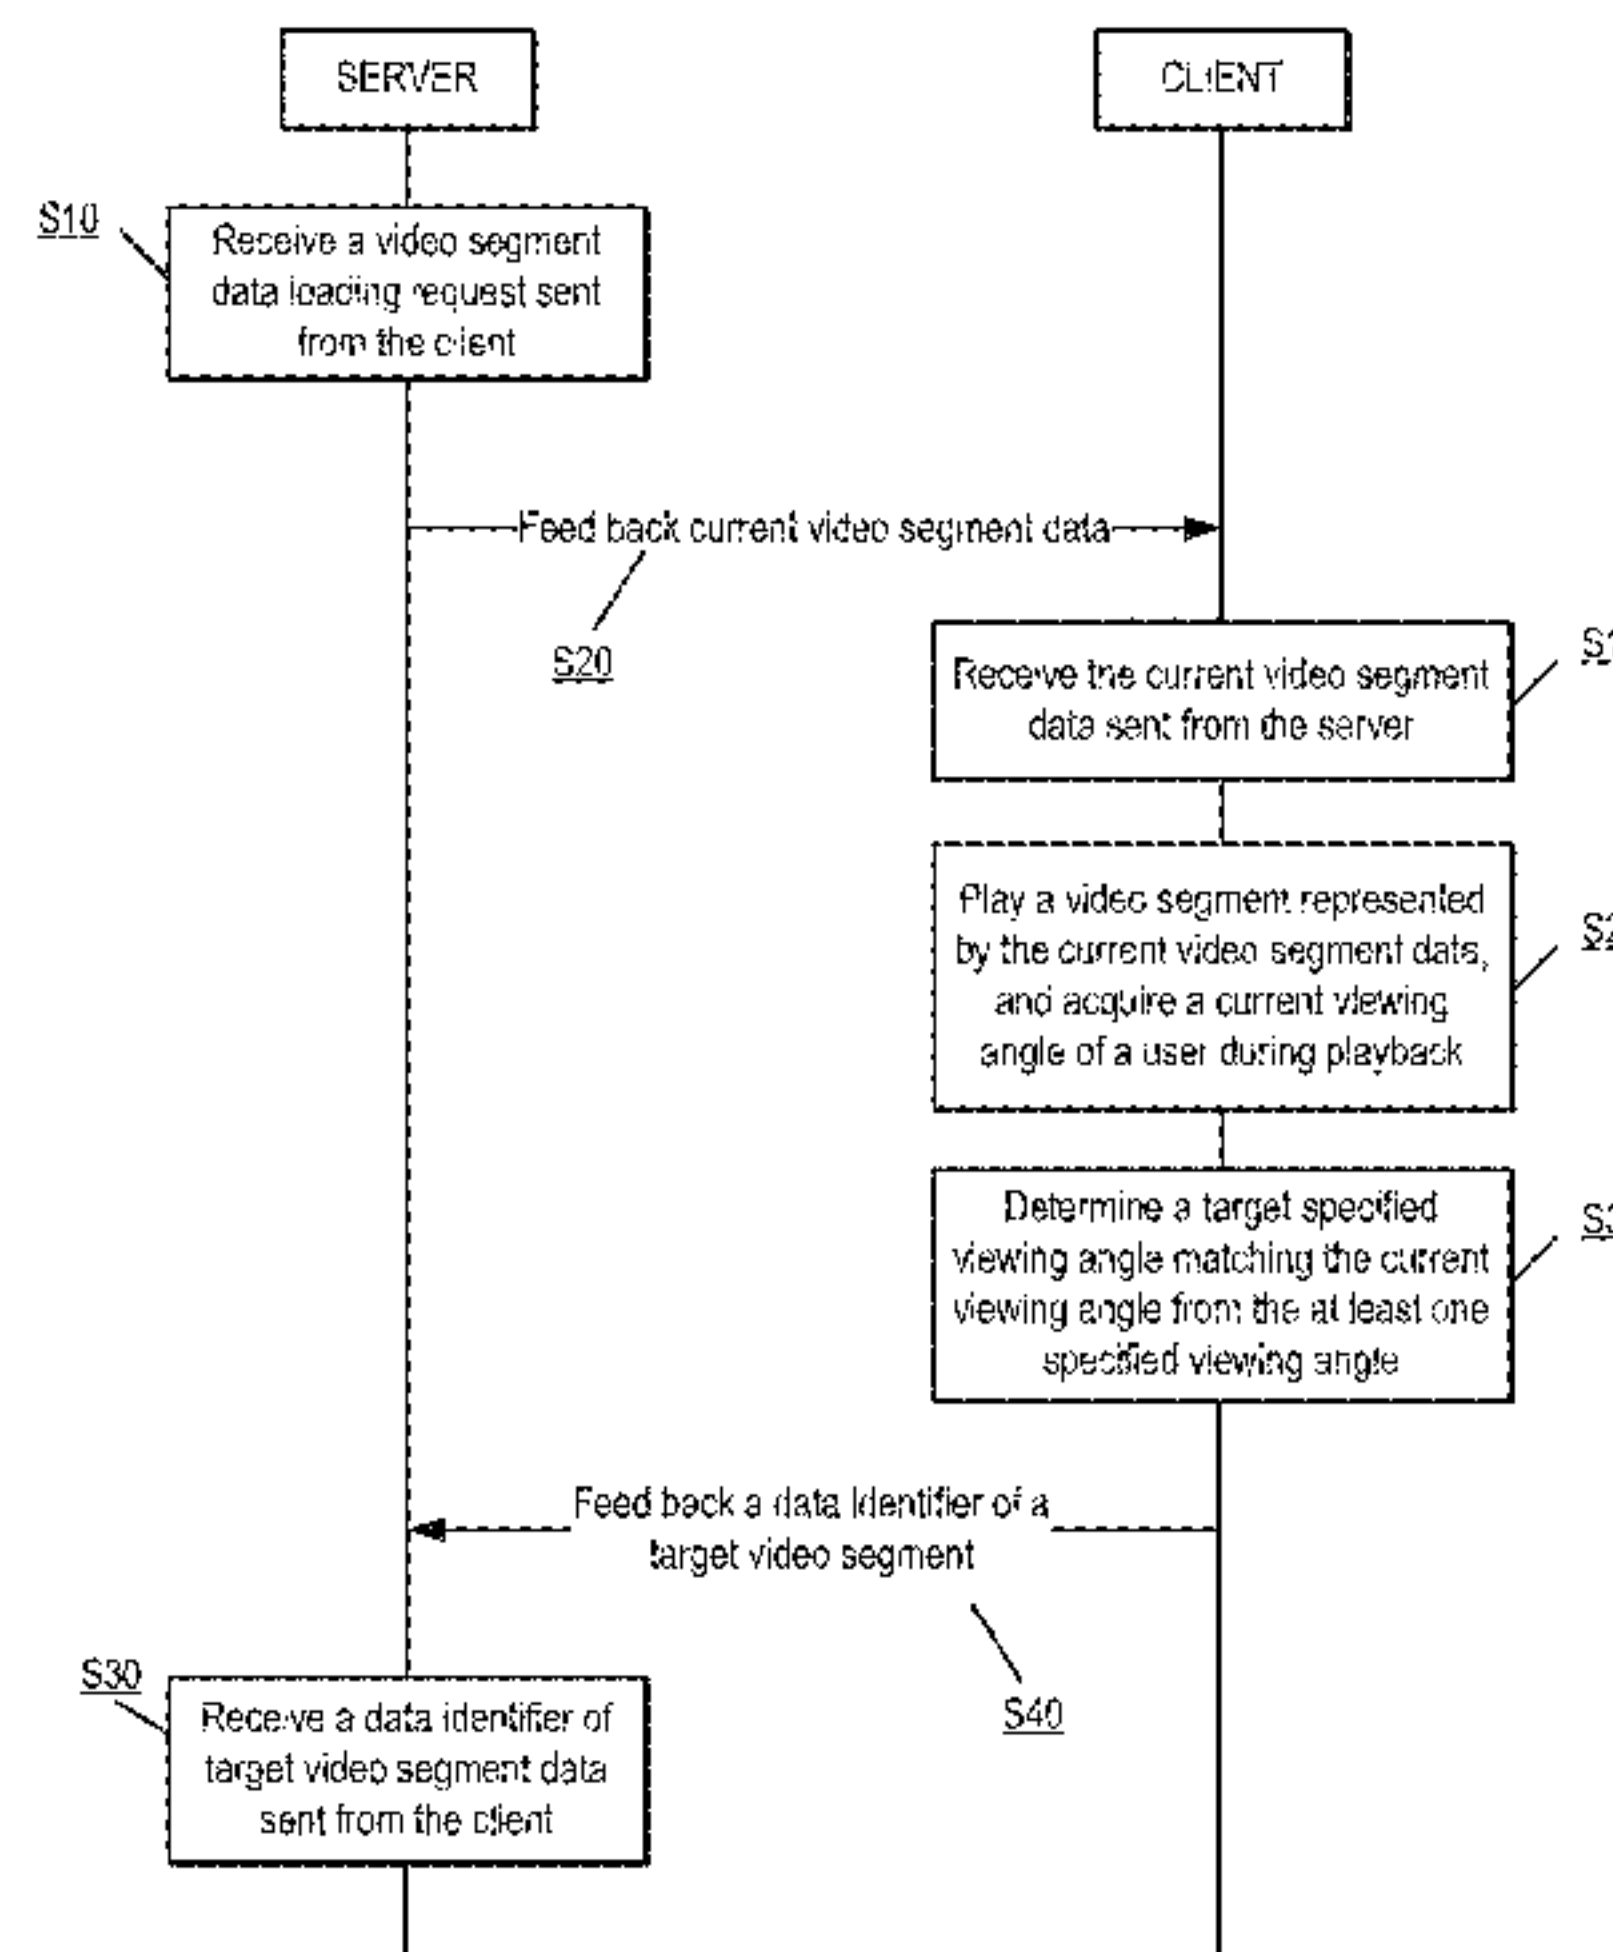 SERVER
CLIENT
S10
Receive a video segment
data loading request sent
from the client
Feed back current video segment data
S20
Receive the current video segment
data sent from the server
Play a video segment represented
by the current video segment data,
and acquire a current viewing
angle of a user during playback
Determine a target specified
viewing angle matching the current
viewing angle from the at least one
specified viewing angle
Feed back a data identifier of a
target video segment
S40
S30
Receive a data identifier of
target video segment data
sent from the client